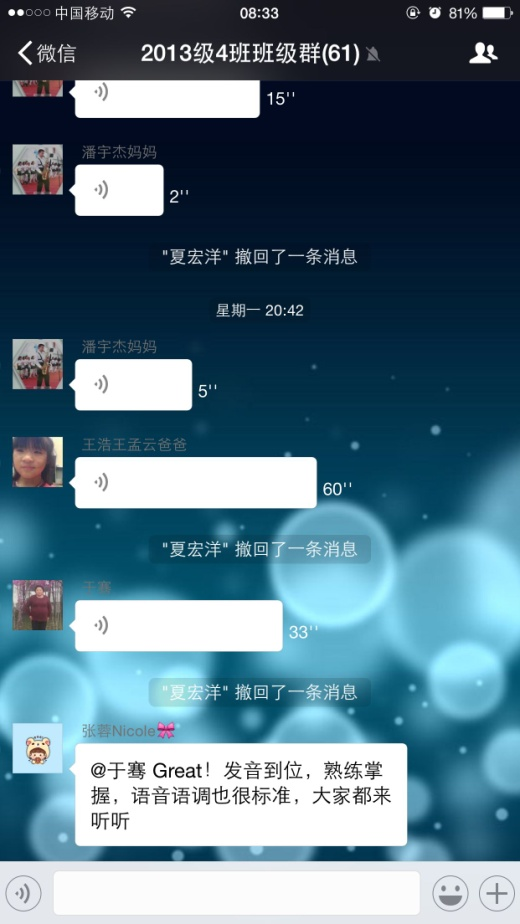 中国移动 08:33 81%
微信 2013级4班班级群(61)
15''
潘宇杰妈妈
2''
"夏宏洋" 撤回了一条消息
星期一 20:42
潘宇杰妈妈
5''
王浩王孟云爸爸
60''
"夏宏洋" 撤回了一条消息
于骞
33''
"夏宏洋" 撤回了一条消息
张蓉Nicole🎀
@于骞 Great！发音到位，熟练掌
握，语音语调也很标准，大家都来
听听